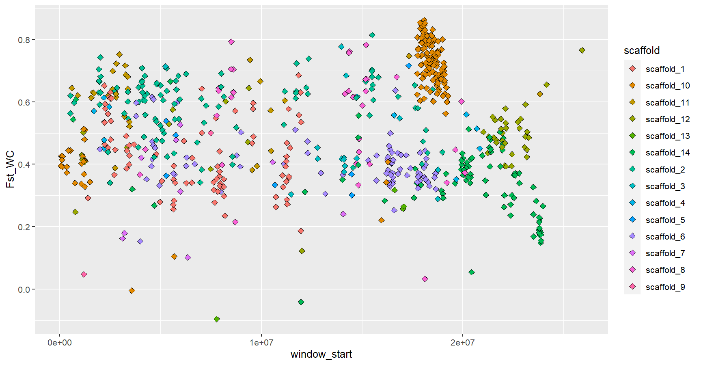 0.8
0.6
0.4
0.2
0.0
Fst_WC
0e+00
1e+07
2e+07
window_start
scaffold
scaffold_1
scaffold_10
scaffold_11
scaffold_12
scaffold_13
scaffold_14
scaffold_2
scaffold_3
scaffold_4
scaffold_5
scaffold_6
scaffold_7
scaffold_8
scaffold_9